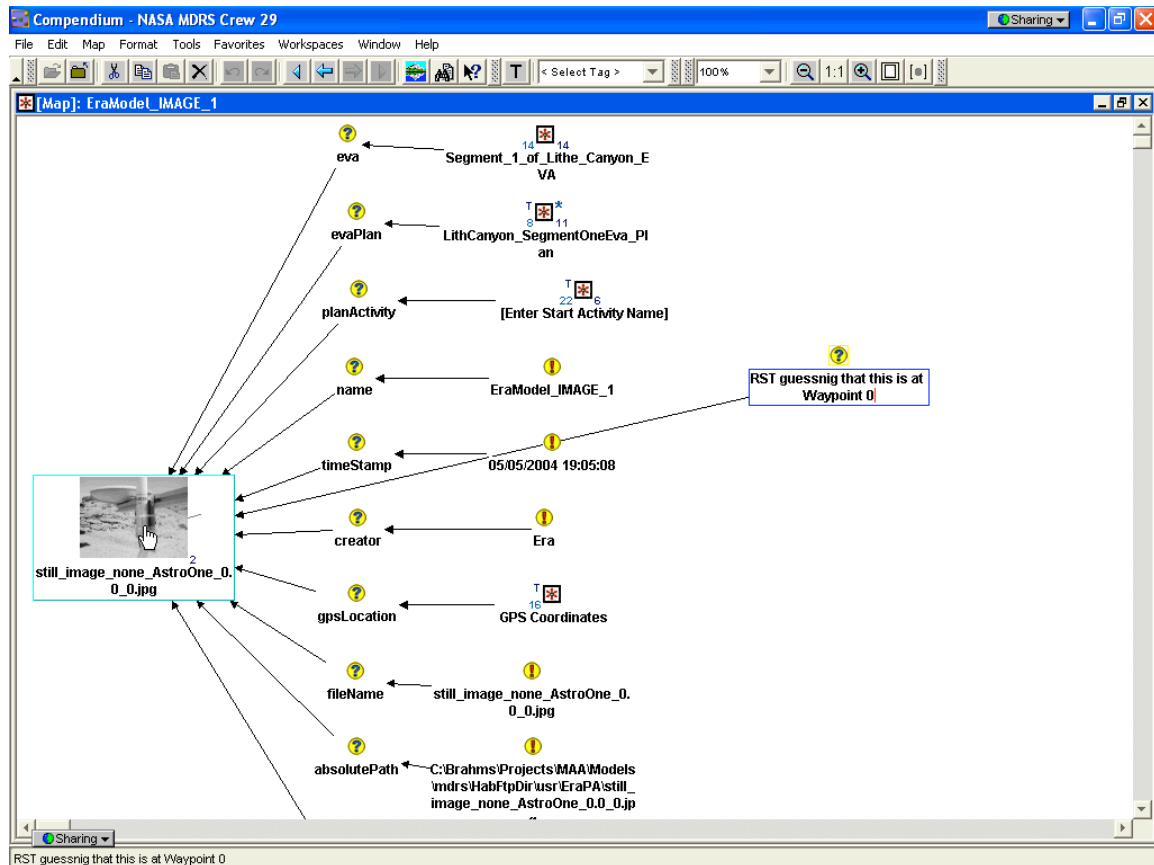 Compendium - NASA MDRS Crew 29
Sharing
File Edit Map Format Tools Favorites Workspaces Window Help
T < Select Tag > 100% 1:1
[Map]: EraModel_IMAGE_1
eva
14 14
Segment_1_of_Lithe_Canyon_E
VA
evaPlan
T * 8 11
LithCanyon_SegmentOneEva_Pl
an
planActivity
T 22 6
[Enter Start Activity Name]
name
EraModel_IMAGE_1
RST guessnig that this is at
Waypoint 0
timeStamp
05/05/2004 19:05:08
2
still_image_none_AstroOne_0.
0_0.jpg
creator
Era
gpsLocation
T 16
GPS Coordinates
fileName
still_image_none_AstroOne_0.
0_0.jpg
absolutePath
C:\Brahms\Projects\MAA\Models
\mdrs\HabFtpDir\usr\EraPA\still_
image_none_AstroOne_0.0_0.jp
Sharing
RST guessnig that this is at Waypoint 0